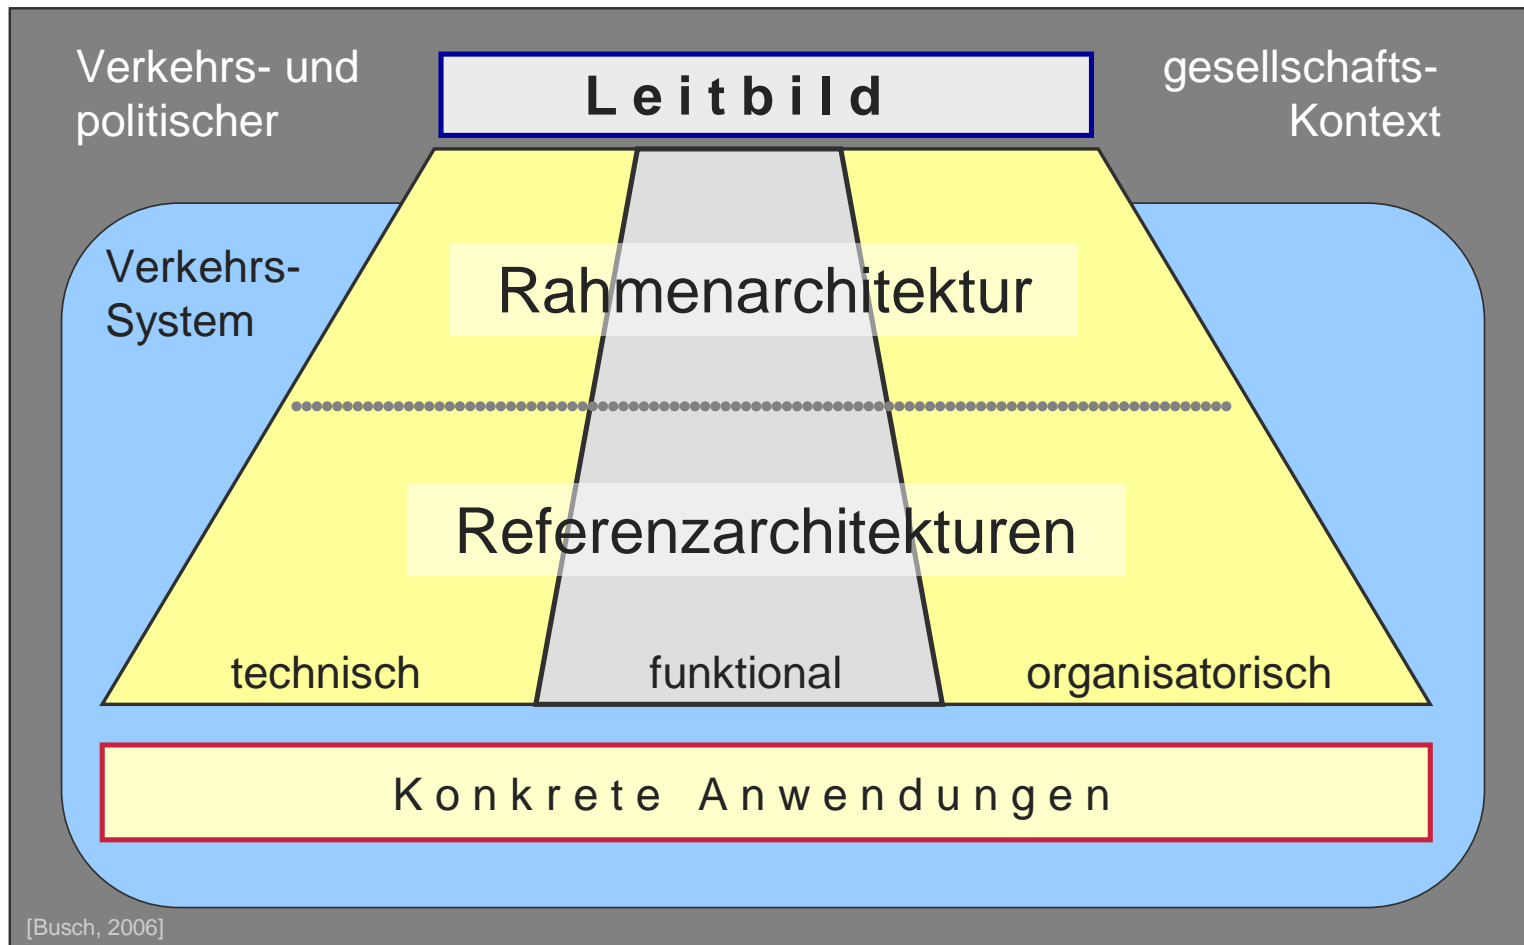 Verkehrs- und
politischer
Leitbild
gesellschafts-
Kontext
Verkehrs-
System
Rahmenarchitektur
Referenzarchitekturen
technisch
funktional
organisatorisch
Konkrete Anwendungen
[Busch, 2006]